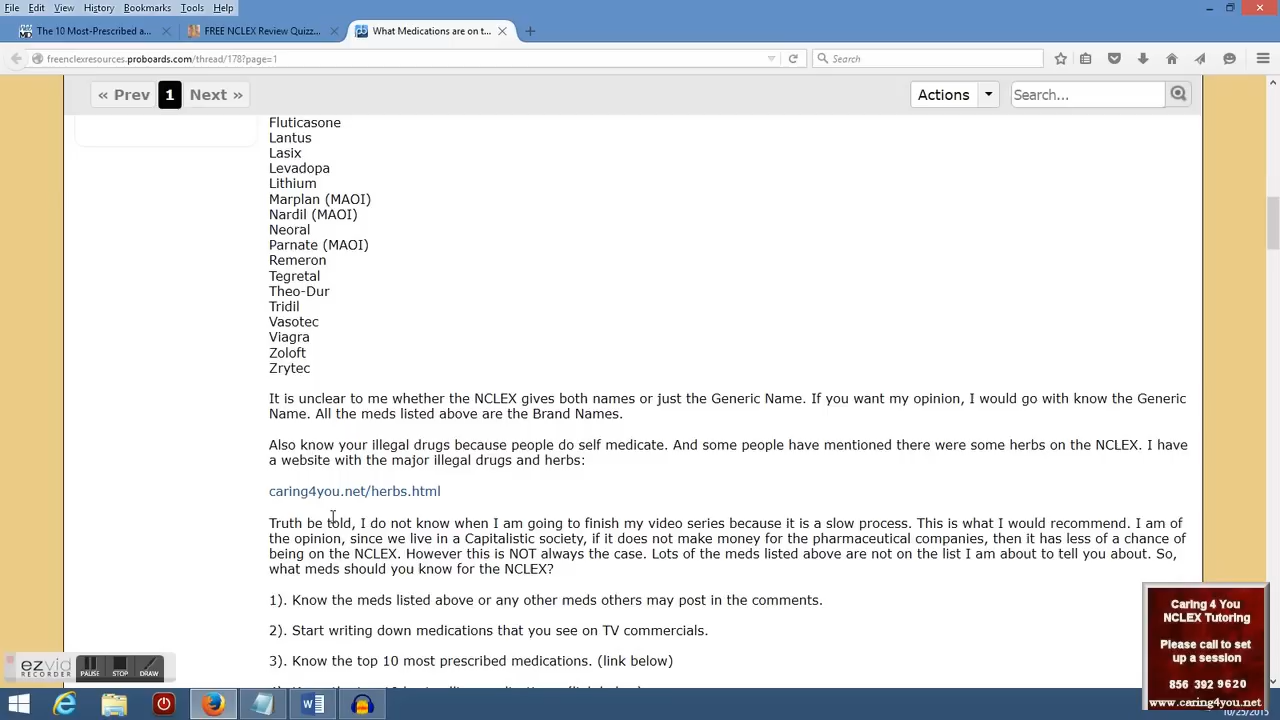 File Edit View History Bookmarks Tools Help
The 10 Most-Prescribed a... FREE NCLEX Review Quizz... What Medications are on t...
freenclexresources.proboards.com/thread/178?page=1 Search
« Prev 1 Next » Actions Search...
Fluticasone
Lantus
Lasix
Levadopa
Lithium
Marplan (MAOI)
Nardil (MAOI)
Neoral
Parnate (MAOI)
Remeron
Tegretal
Theo-Dur
Tridil
Vasotec
Viagra
Zoloft
Zrytec
It is unclear to me whether the NCLEX gives both names or just the Generic Name. If you want my opinion, I would go with know the Generic
Name. All the meds listed above are the Brand Names.
Also know your illegal drugs because people do self medicate. And some people have mentioned there were some herbs on the NCLEX. I have
a website with the major illegal drugs and herbs:
caring4you.net/herbs.html
Truth be told, I do not know when I am going to finish my video series because it is a slow process. This is what I would recommend. I am of
the opinion, since we live in a Capitalistic society, if it does not make money for the pharmaceutical companies, then it has less of a chance of
being on the NCLEX. However this is NOT always the case. Lots of the meds listed above are not on the list I am about to tell you about. So,
what meds should you know for the NCLEX?
1). Know the meds listed above or any other meds others may post in the comments.
2). Start writing down medications that you see on TV commercials.
3). Know the top 10 most prescribed medications. (link below)
Caring 4 You
NCLEX Tutoring
Please call to set
up a session
856 392 9620
www.caring4you.net
ezvid
RECORDER
PAUSE STOP DRAW
10/25/2015